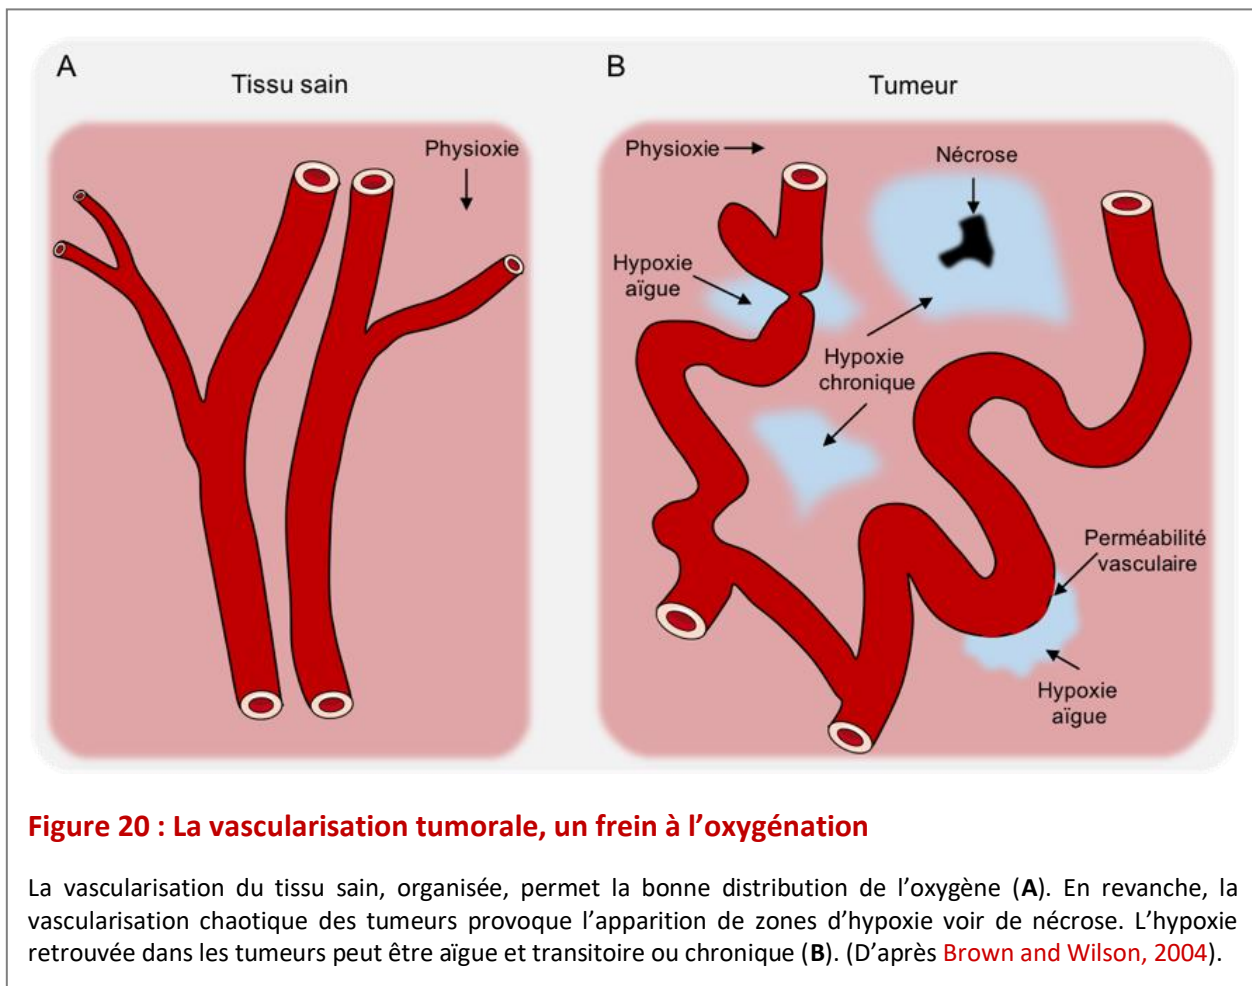 A
Tissu sain
Physioxie
B
Tumeur
Physioxie
Nécrose
Hypoxie
aïgue
Hypoxie
chronique
Perméabilité
vasculaire
Hypoxie
aïgue
Figure 20 : La vascularisation tumorale, un frein à l’oxygénation
La vascularisation du tissu sain, organisée, permet la bonne distribution de l’oxygène (A). En revanche, la
vascularisation chaotique des tumeurs provoque l’apparition de zones d’hypoxie voir de nécrose. L’hypoxie
retrouvée dans les tumeurs peut être aïgue et transitoire ou chronique (B). (D’après Brown and Wilson, 2004).